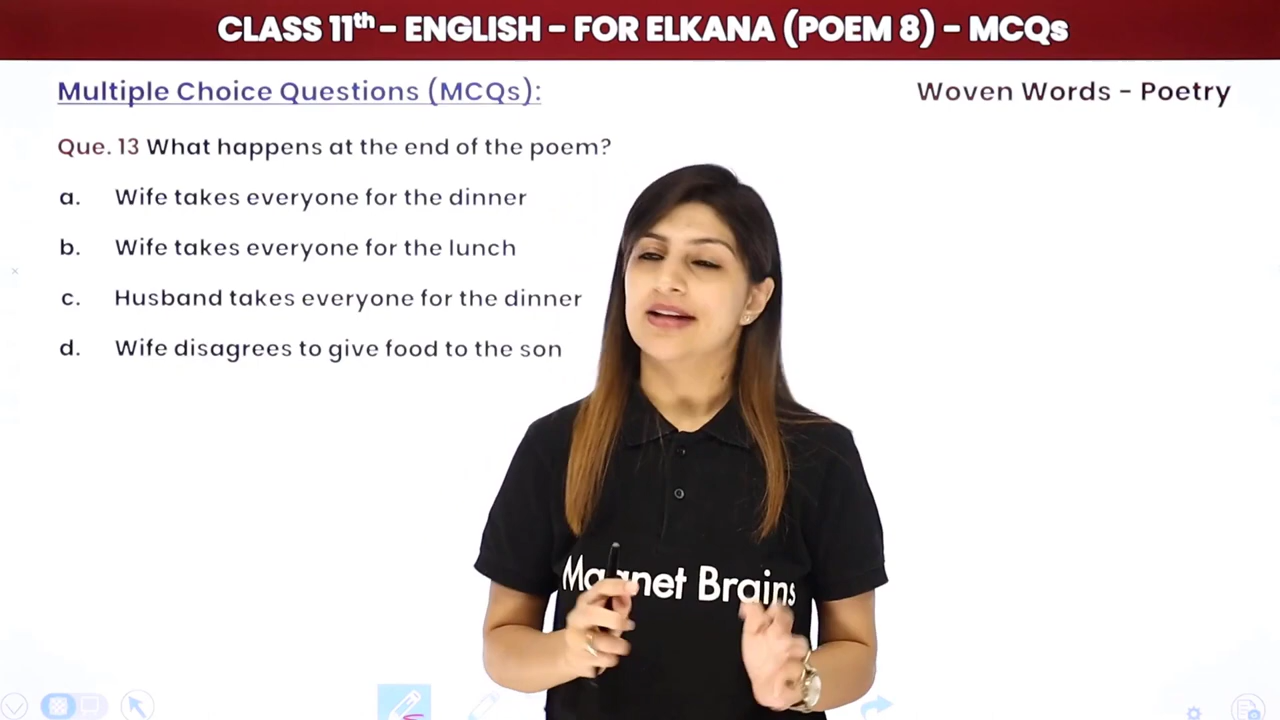 CLASS 11th - ENGLISH - FOR ELKANA (POEM 8) - MCQs
Multiple Choice Questions (MCQs):
Woven Words - Poetry
Que. 13 What happens at the end of the poem?
a. Wife takes everyone for the dinner
b. Wife takes everyone for the lunch
c. Husband takes everyone for the dinner
d. Wife disagrees to give food to the son
Magnet Brains